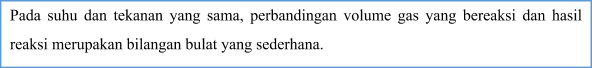 Pada suhu dan tekanan yang sama, perbandingan volume gas yang bereaksi dan hasil
reaksi merupakan bilangan bulat yang sederhana.